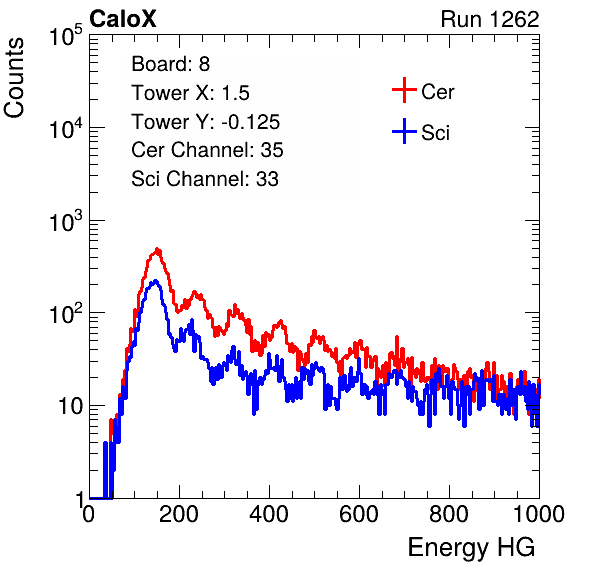 CaloX Run 1262
Counts
Board: 8
Tower X: 1.5
Tower Y: -0.125
Cer Channel: 35
Sci Channel: 33
Cer
Sci
10^5
10^4
10^3
10^2
10
1
0 200 400 600 800 1000
Energy HG